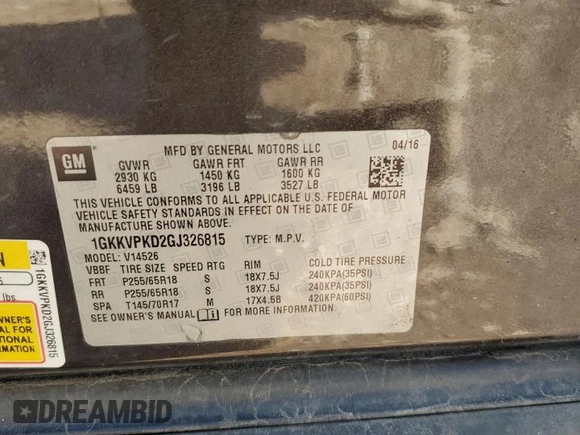 GM
MFD BY GENERAL MOTORS LLC
04/16
GVWR GAWR FRT GAWR RR
2930 KG 1450 KG 1600 KG
6459 LB 3196 LB 3527 LB
THIS VEHICLE CONFORMS TO ALL APPLICABLE U.S. FEDERAL MOTOR
VEHICLE SAFETY STANDARDS IN EFFECT ON THE DATE OF
MANUFACTURE SHOWN ABOVE.
1GKKVPKD2GJ326815 TYPE: M.P.V.
MODEL: V14526
VBBF TIRE SIZE SPEED RTG RIM COLD TIRE PRESSURE
FRT P255/65R18 S 18X7.5J 240KPA(35PSI)
RR P255/65R18 S 18X7.5J 240KPA(35PSI)
SPA T145/70R17 M 17X4.5B 420KPA(60PSI)
SEE OWNER'S MANUAL FOR MORE INFORMATION.
N
lbs.
1GKKVPKD2GJ326815
OWNER'S
DITIONAL
RMATION
DREAMBID